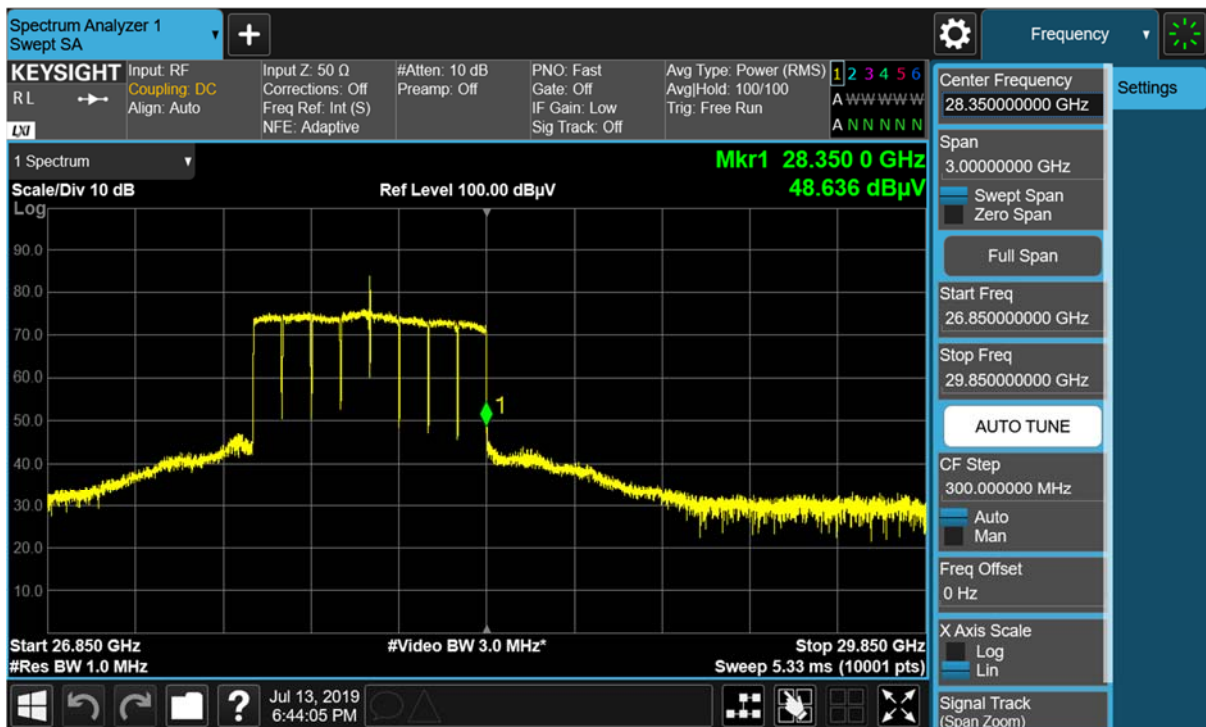 Spectrum Analyzer 1
Swept SA
Frequency
KEYSIGHT
R L
LXI
Input: RF
Coupling: DC
Align: Auto
Input Z: 50 Ω
Corrections: Off
Freq Ref: Int (S)
NFE: Adaptive
#Atten: 10 dB
Preamp: Off
PNO: Fast
Gate: Off
IF Gain: Low
Sig Track: Off
Avg Type: Power (RMS)
Avg|Hold: 100/100
Trig: Free Run
1 2 3 4 5 6
A W W W W W
A N N N N N
1 Spectrum
Scale/Div 10 dB
Log
Ref Level 100.00 dBµV
Mkr1 28.350 0 GHz
48.636 dBµV
90.0
80.0
70.0
60.0
50.0
40.0
30.0
20.0
10.0
1
Start 26.850 GHz
#Res BW 1.0 MHz
#Video BW 3.0 MHz*
Stop 29.850 GHz
Sweep 5.33 ms (10001 pts)
Center Frequency
28.350000000 GHz
Span
3.00000000 GHz
Swept Span
Zero Span
Full Span
Start Freq
26.850000000 GHz
Stop Freq
29.850000000 GHz
AUTO TUNE
CF Step
300.000000 MHz
Auto
Man
Freq Offset
0 Hz
X Axis Scale
Log
Lin
Signal Track
(Span Zoom)
Settings
?
Jul 13, 2019
6:44:05 PM